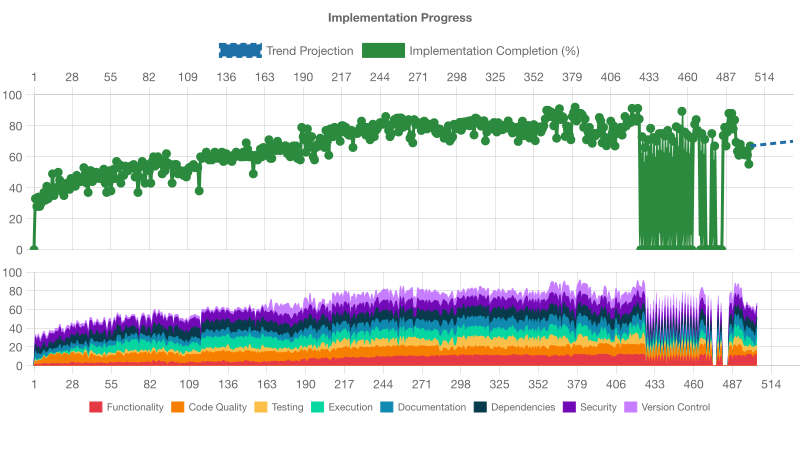 Implementation Progress
Trend Projection Implementation Completion (%)
1 28 55 82 109 136 163 190 217 244 271 298 325 352 379 406 433 460 487 514
100
80
60
40
20
0
100
80
60
40
20
0
1 28 55 82 109 136 163 190 217 244 271 298 325 352 379 406 433 460 487 514
Functionality Code Quality Testing Execution Documentation Dependencies Security Version Control